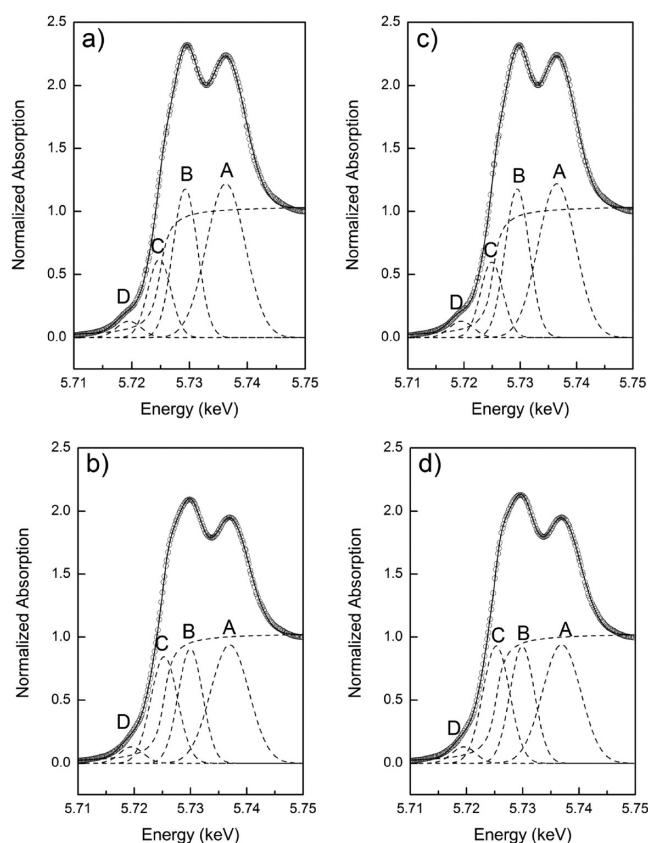 a)
Normalized Absorption
2.5
2.0
1.5
1.0
0.5
0.0
D
C
B
A
5.71
5.72
5.73
5.74
5.75
Energy (keV)
c)
Normalized Absorption
2.5
2.0
1.5
1.0
0.5
0.0
D
C
B
A
5.71
5.72
5.73
5.74
5.75
Energy (keV)
b)
Normalized Absorption
2.5
2.0
1.5
1.0
0.5
0.0
D
C
B
A
5.71
5.72
5.73
5.74
5.75
Energy (keV)
d)
Normalized Absorption
2.5
2.0
1.5
1.0
0.5
0.0
D
C
B
A
5.71
5.72
5.73
5.74
5.75
Energy (keV)